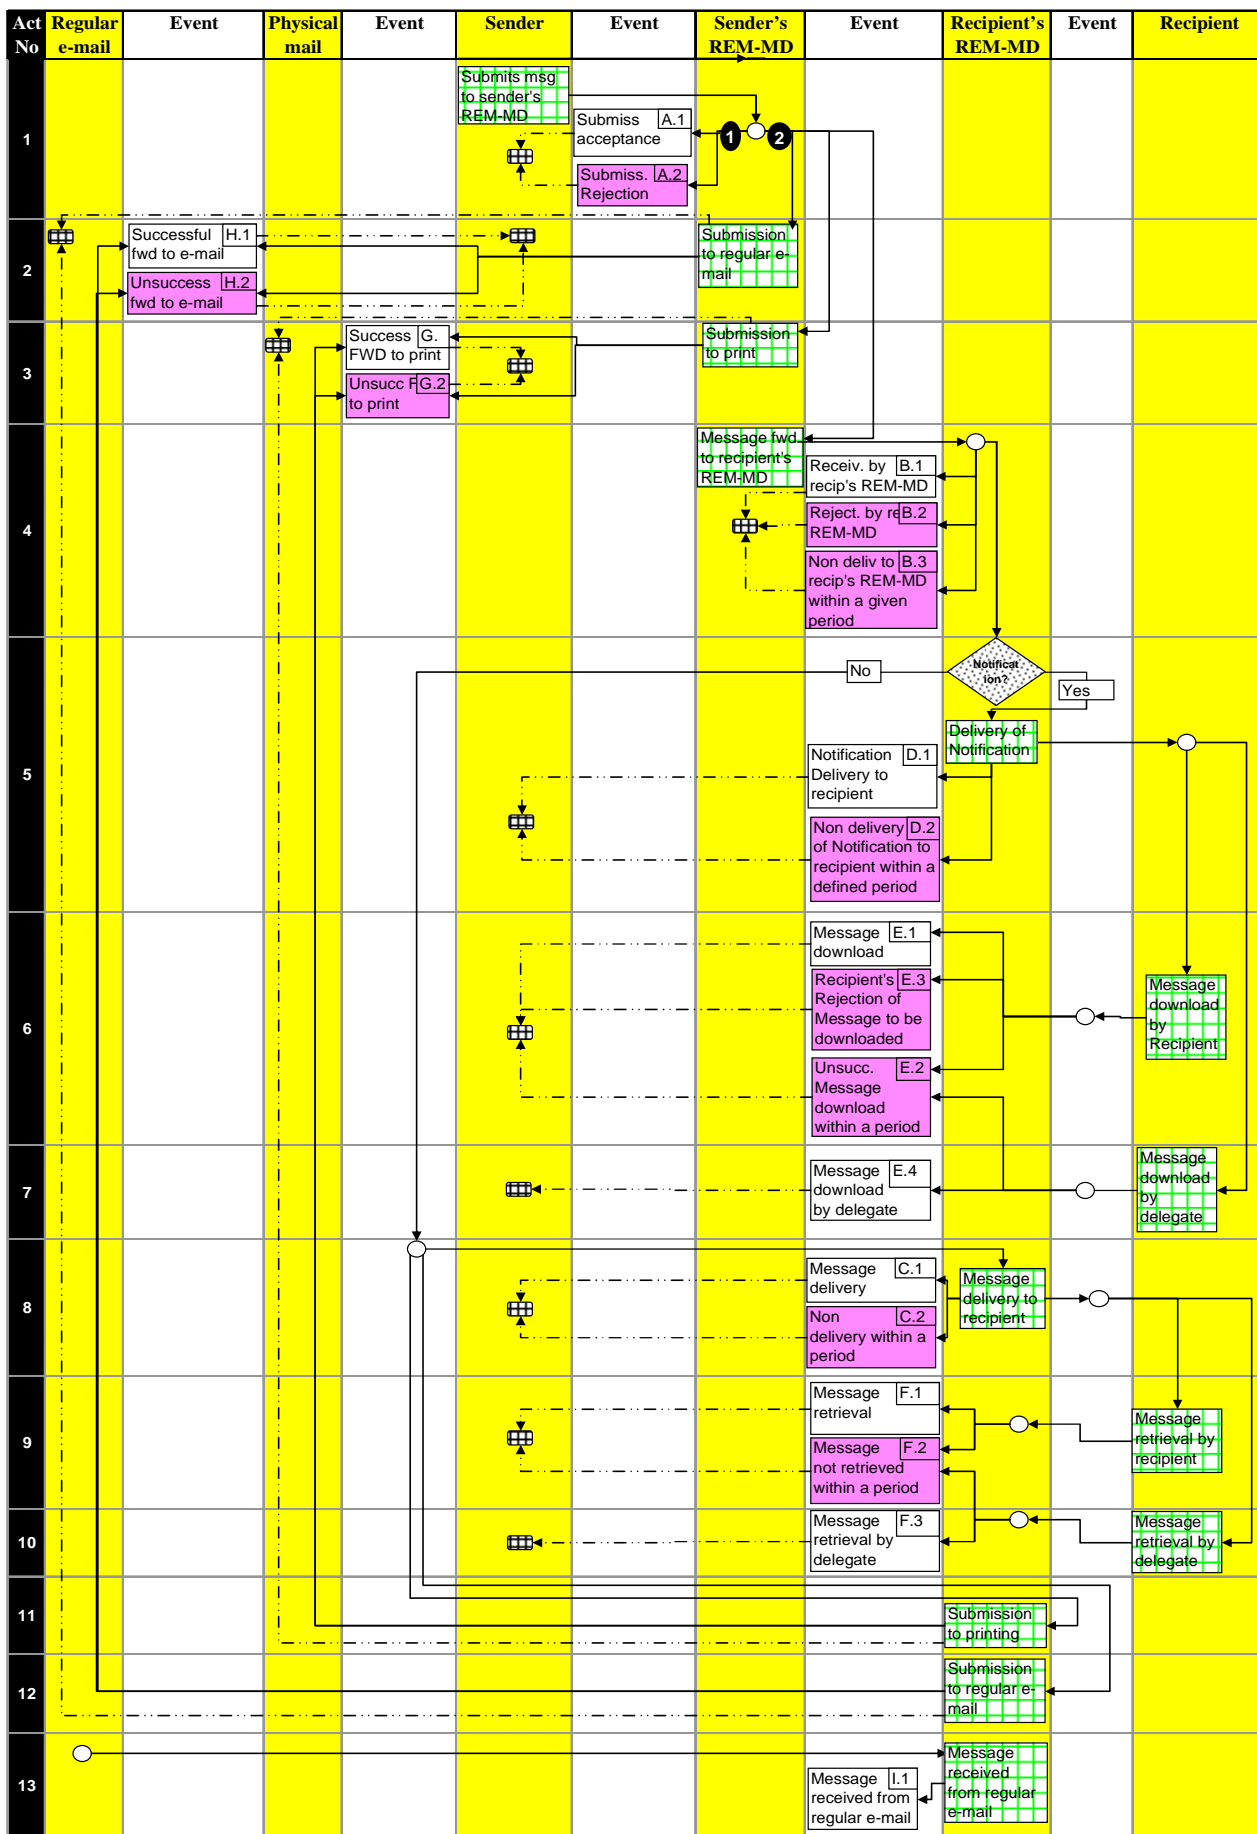 Act No
Regular e-mail
Event
Physical mail
Event
Sender
Event
Sender's REM-MD
Event
Recipient's REM-MD
Event
Recipient
1
Submits msg
to sender's
REM-MD
Submiss A.1
acceptance
1
2
Submiss. A.2
Rejection
2
Successful H.1
fwd to e-mail
Submission
to regular e-
mail
Unsuccess H.2
fwd to e-mail
3
Success G.
FWD to print
Submission
to print
Unsucc F G.2
to print
4
Message fwd
to recipient's
REM-MD
Receiv. by B.1
recip's REM-MD
Reject. by re B.2
REM-MD
Non deliv to B.3
recip's REM-MD
within a given
period
5
No
Notificat
ion?
Yes
Delivery of
Notification
Notification D.1
Delivery to
recipient
Non delivery D.2
of Notification to
recipient within a
defined period
6
Message E.1
download
Recipient's E.3
Rejection of
Message to be
downloaded
Message
download
by
Recipient
Unsucc. E.2
Message
download
within a period
7
Message E.4
download
by delegate
Message
download
by
delegate
8
Message C.1
delivery
Message
delivery to
recipient
Non C.2
delivery within a
period
9
Message F.1
retrieval
Message
retrieval by
recipient
Message F.2
not retrieved
within a period
10
Message F.3
retrieval by
delegate
Message
retrieval by
delegate
11
Submission
to printing
12
Submission
to regular e-
mail
13
Message
received
from regular
e-mail
Message I.1
received from
regular e-mail